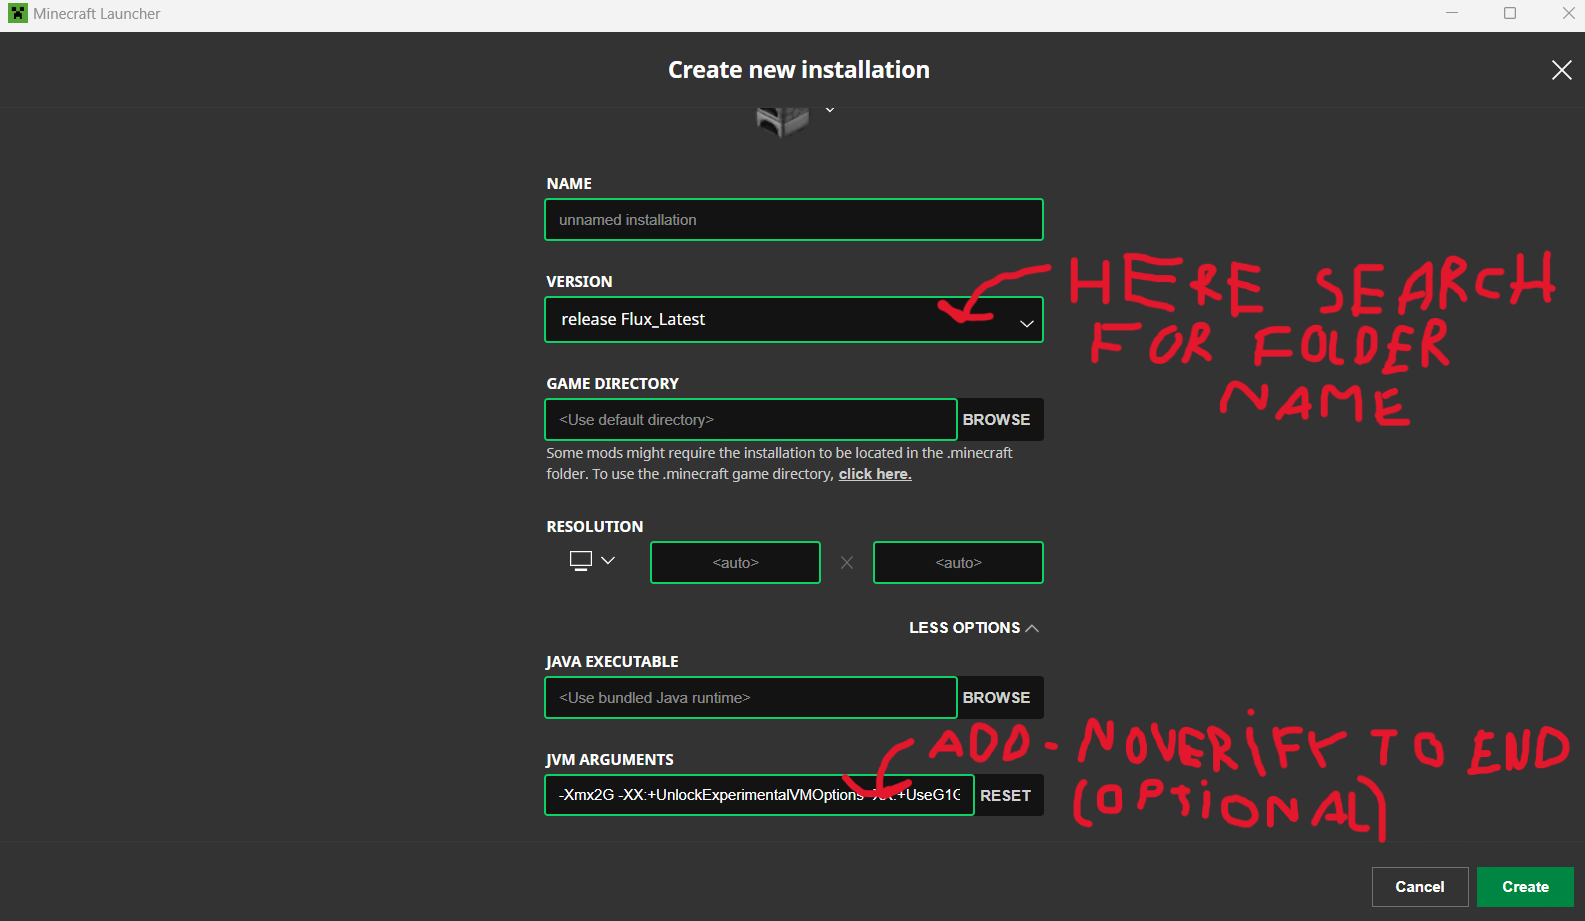 Minecraft Launcher
Create new installation
NAME
unnamed installation
VERSION
release Flux_Latest
HERE SEARCH
FOR FOLDER
NAME
GAME DIRECTORY
<Use default directory>
BROWSE
Some mods might require the installation to be located in the .minecraft
folder. To use the .minecraft game directory, click here.
RESOLUTION
<auto>
<auto>
LESS OPTIONS
JAVA EXECUTABLE
<Use bundled Java runtime>
BROWSE
ADD - NOVERIFY TO END
(OPTIONAL)
JVM ARGUMENTS
-Xmx2G -XX:+UnlockExperimentalVMOptions -XX:+UseG1G
RESET
Cancel
Create